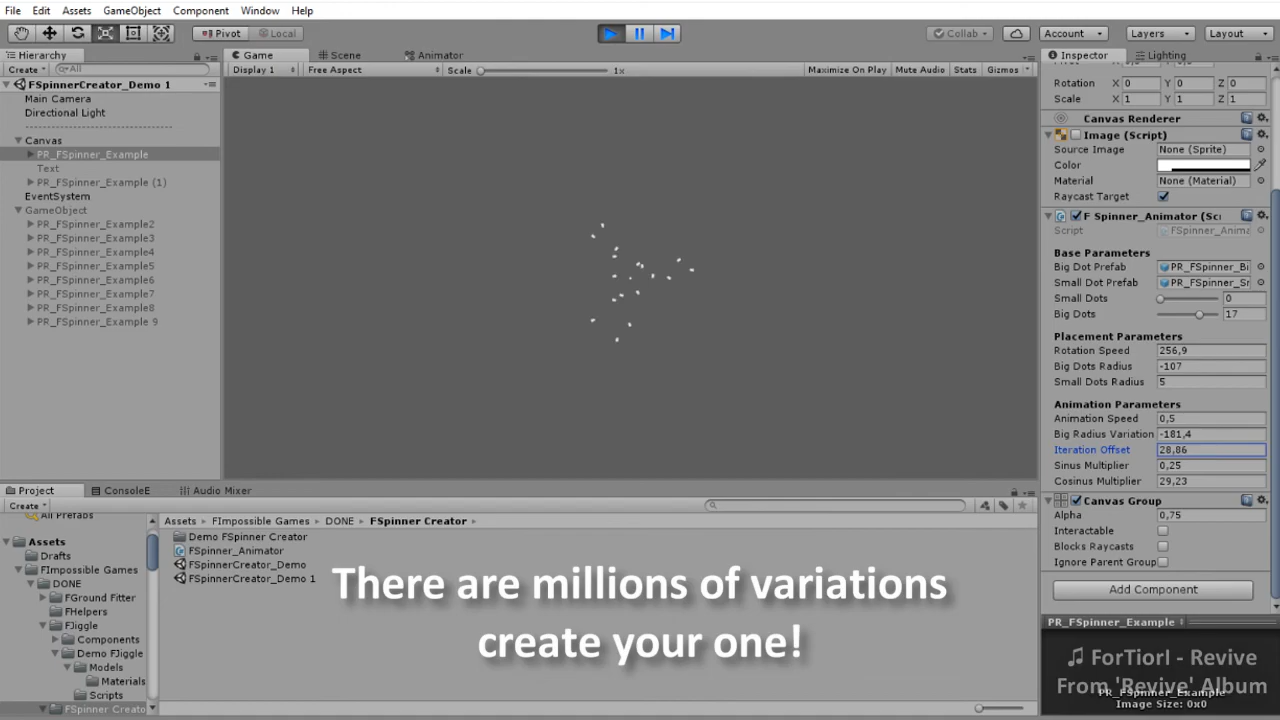 File Edit Assets GameObject Component Window Help
Pivot Local Collab Account Layers Layout
Hierarchy
Create All
FSpinnerCreator_Demo 1
Main Camera
Directional Light
--------------------------------
Canvas
PR_FSpinner_Example
Text
PR_FSpinner_Example (1)
EventSystem
GameObject
PR_FSpinner_Example2
PR_FSpinner_Example3
PR_FSpinner_Example4
PR_FSpinner_Example5
PR_FSpinner_Example6
PR_FSpinner_Example7
PR_FSpinner_Example8
PR_FSpinner_Example 9
Game Scene Animator
Display 1 Free Aspect Scale 1x Maximize On Play Mute Audio Stats Gizmos
Inspector Lighting
Rotation X 0 Y 0 Z 0
Scale X 1 Y 1 Z 1
Canvas Renderer
Image (Script)
Source Image None (Sprite)
Color
Material None (Material)
Raycast Target
F Spinner_Animator (Sc
Script FSpinner_Anima
Base Parameters
Big Dot Prefab PR_FSpinner_Bi
Small Dot Prefab PR_FSpinner_Sr
Small Dots 0
Big Dots 17
Placement Parameters
Rotation Speed 256,9
Big Dots Radius -107
Small Dots Radius 5
Animation Parameters
Animation Speed 0,5
Big Radius Variation -181,4
Iteration Offset 28,86
Sinus Multiplier 0,25
Cosinus Multiplier 29,23
Canvas Group
Alpha 0,75
Interactable
Blocks Raycasts
Ignore Parent Group
Add Component
PR_FSpinner_Example
♫ ForTiorI - Revive
From 'Revive' Album
PR_FSpinner_Example
Image Size: 0x0
Project ConsoleE Audio Mixer
Create
All Prefabs
Assets
Drafts
FImpossible Games
DONE
FGround Fitter
FHelpers
FJiggle
Components
Demo FJiggle
Models
Materials
Scripts
FSpinner Creato
Assets FImpossible Games DONE FSpinner Creator
Demo FSpinner Creator
FSpinner_Animator
FSpinnerCreator_Demo
FSpinnerCreator_Demo 1
There are millions of variations
create your one!